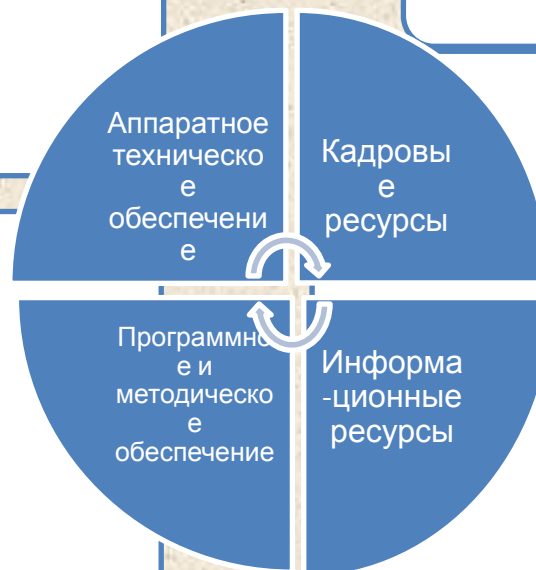 Аппаратное
техническо
е
обеспечени
е
Кадровы
е
ресурсы
Программно
е и
методическо
е
обеспечение
Информа
-ционные
ресурсы